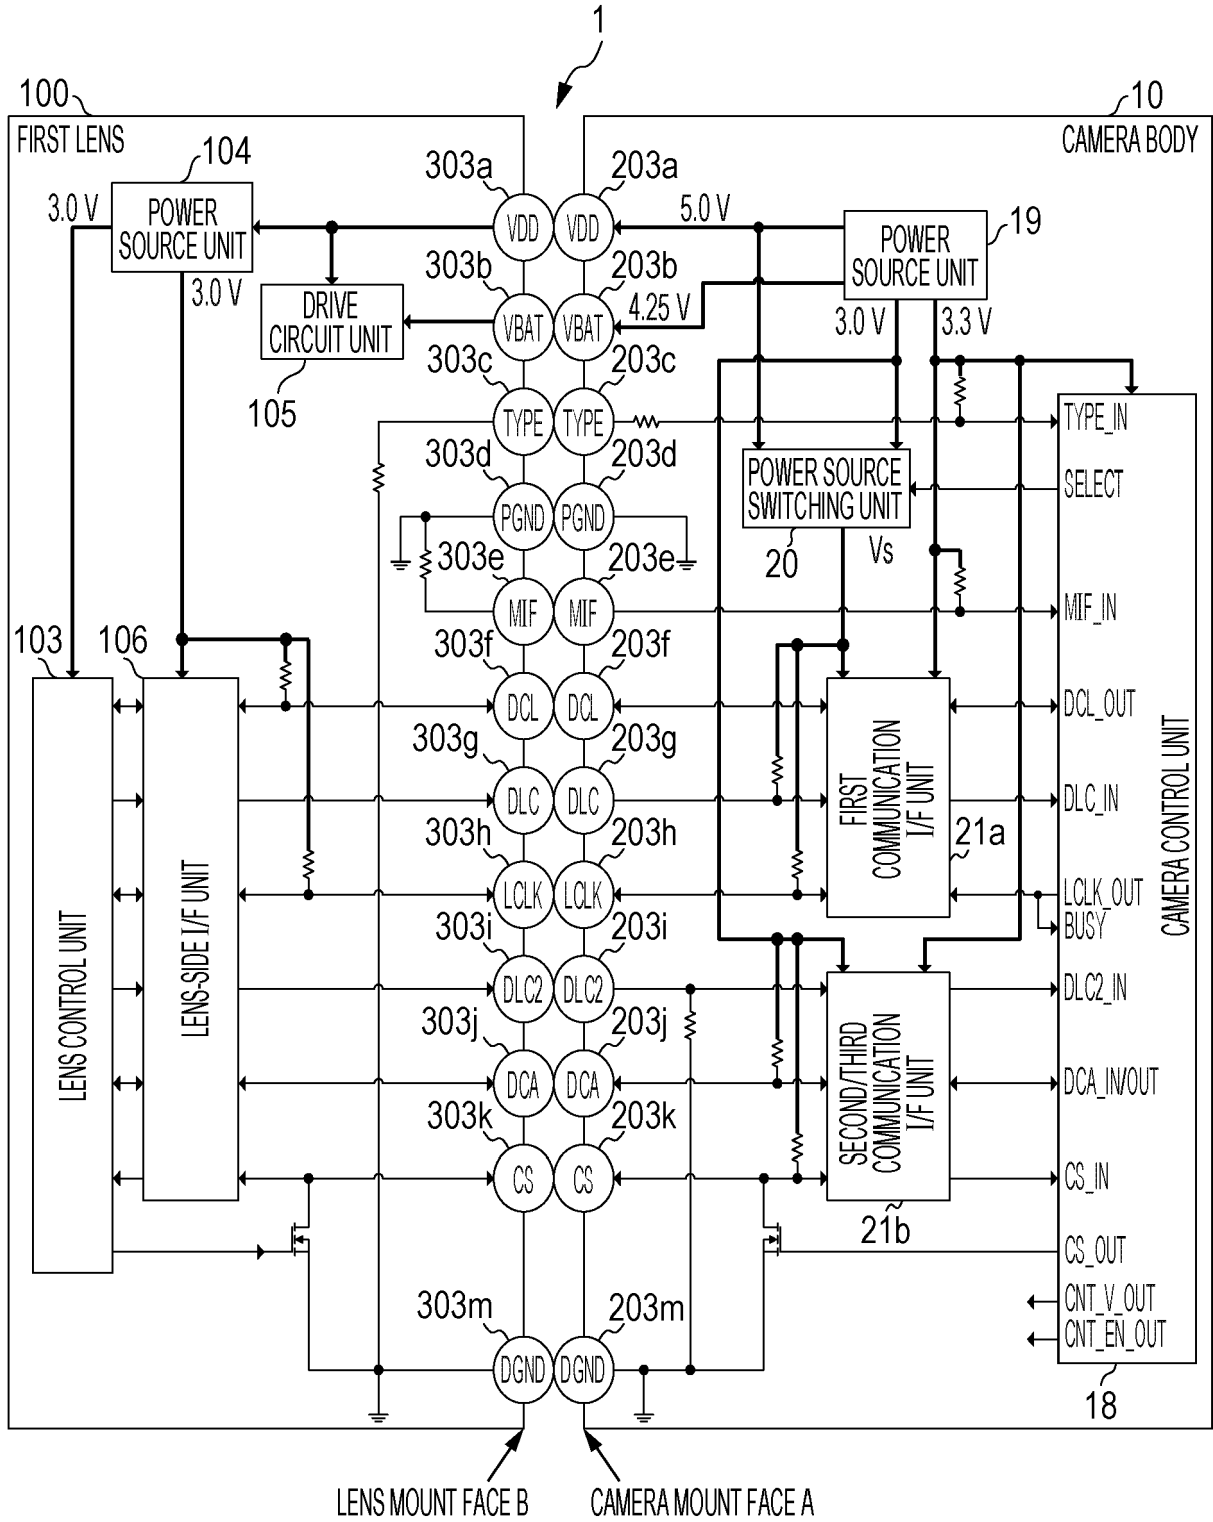 1
100
FIRST LENS
10
CAMERA BODY
104
POWER
SOURCE UNIT
3.0 V
3.0 V
303a
203a
VDD
VDD
5.0 V
19
POWER
SOURCE UNIT
303b
203b
VBAT
VBAT
4.25 V
3.0 V
3.3 V
DRIVE
CIRCUIT UNIT
105
303c
203c
TYPE
TYPE
TYPE_IN
303d
203d
PGND
PGND
POWER SOURCE
SWITCHING UNIT
20
Vs
SELECT
303e
203e
MIF
MIF
MIF_IN
103
106
303f
203f
DCL
DCL
DCL_OUT
303g
203g
DLC
DLC
DLC_IN
FIRST
COMMUNICATION
I/F UNIT
21a
303h
203h
LCLK
LCLK
LCLK_OUT
BUSY
LENS CONTROL UNIT
LENS-SIDE I/F UNIT
CAMERA CONTROL UNIT
303i
203i
DLC2
DLC2
DLC2_IN
303j
203j
DCA
DCA
DCA_IN/OUT
SECOND/THIRD
COMMUNICATION
I/F UNIT
21b
303k
203k
CS
CS
CS_IN
CS_OUT
CNT_V_OUT
CNT_EN_OUT
303m
203m
DGND
DGND
18
LENS MOUNT FACE B
CAMERA MOUNT FACE A